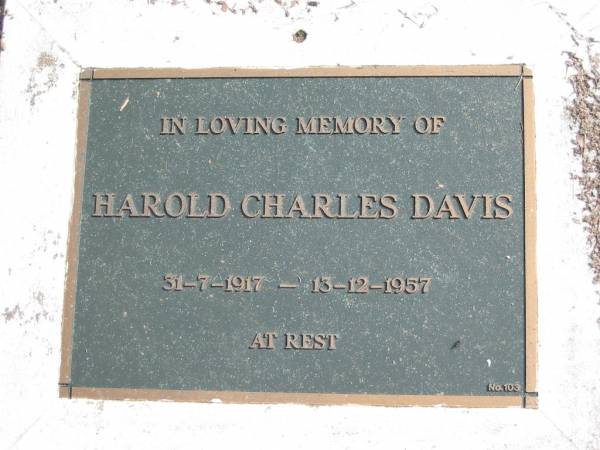 IN LOVING MEMORY OF
HAROLD CHARLES DAVIS
31-7-1917 - 13-12-1957
AT REST
No.103